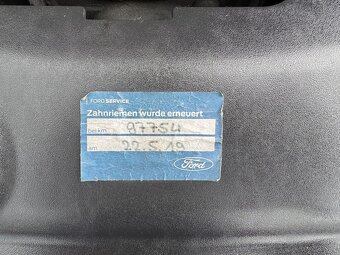 FORD SERVICE
Zahnriemen wurde erneuert
bei km 97754
am 22.5.19
Ford